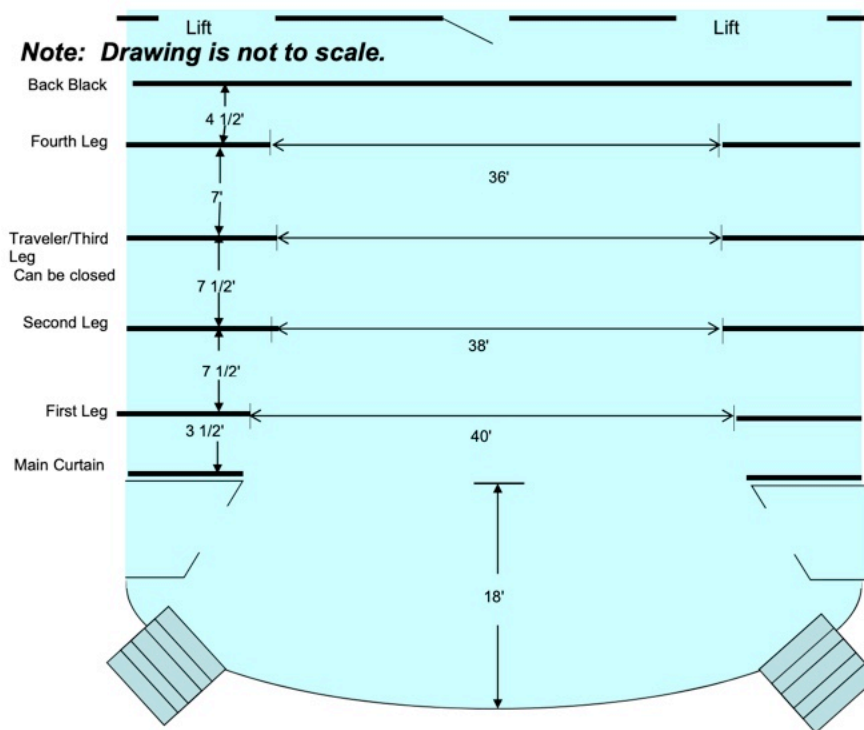 Lift Lift
Note: Drawing is not to scale.
Back Black
4 1/2'
Fourth Leg
36'
7'
Traveler/Third
Leg
Can be closed
7 1/2'
Second Leg
38'
7 1/2'
First Leg
3 1/2'
40'
Main Curtain
18'